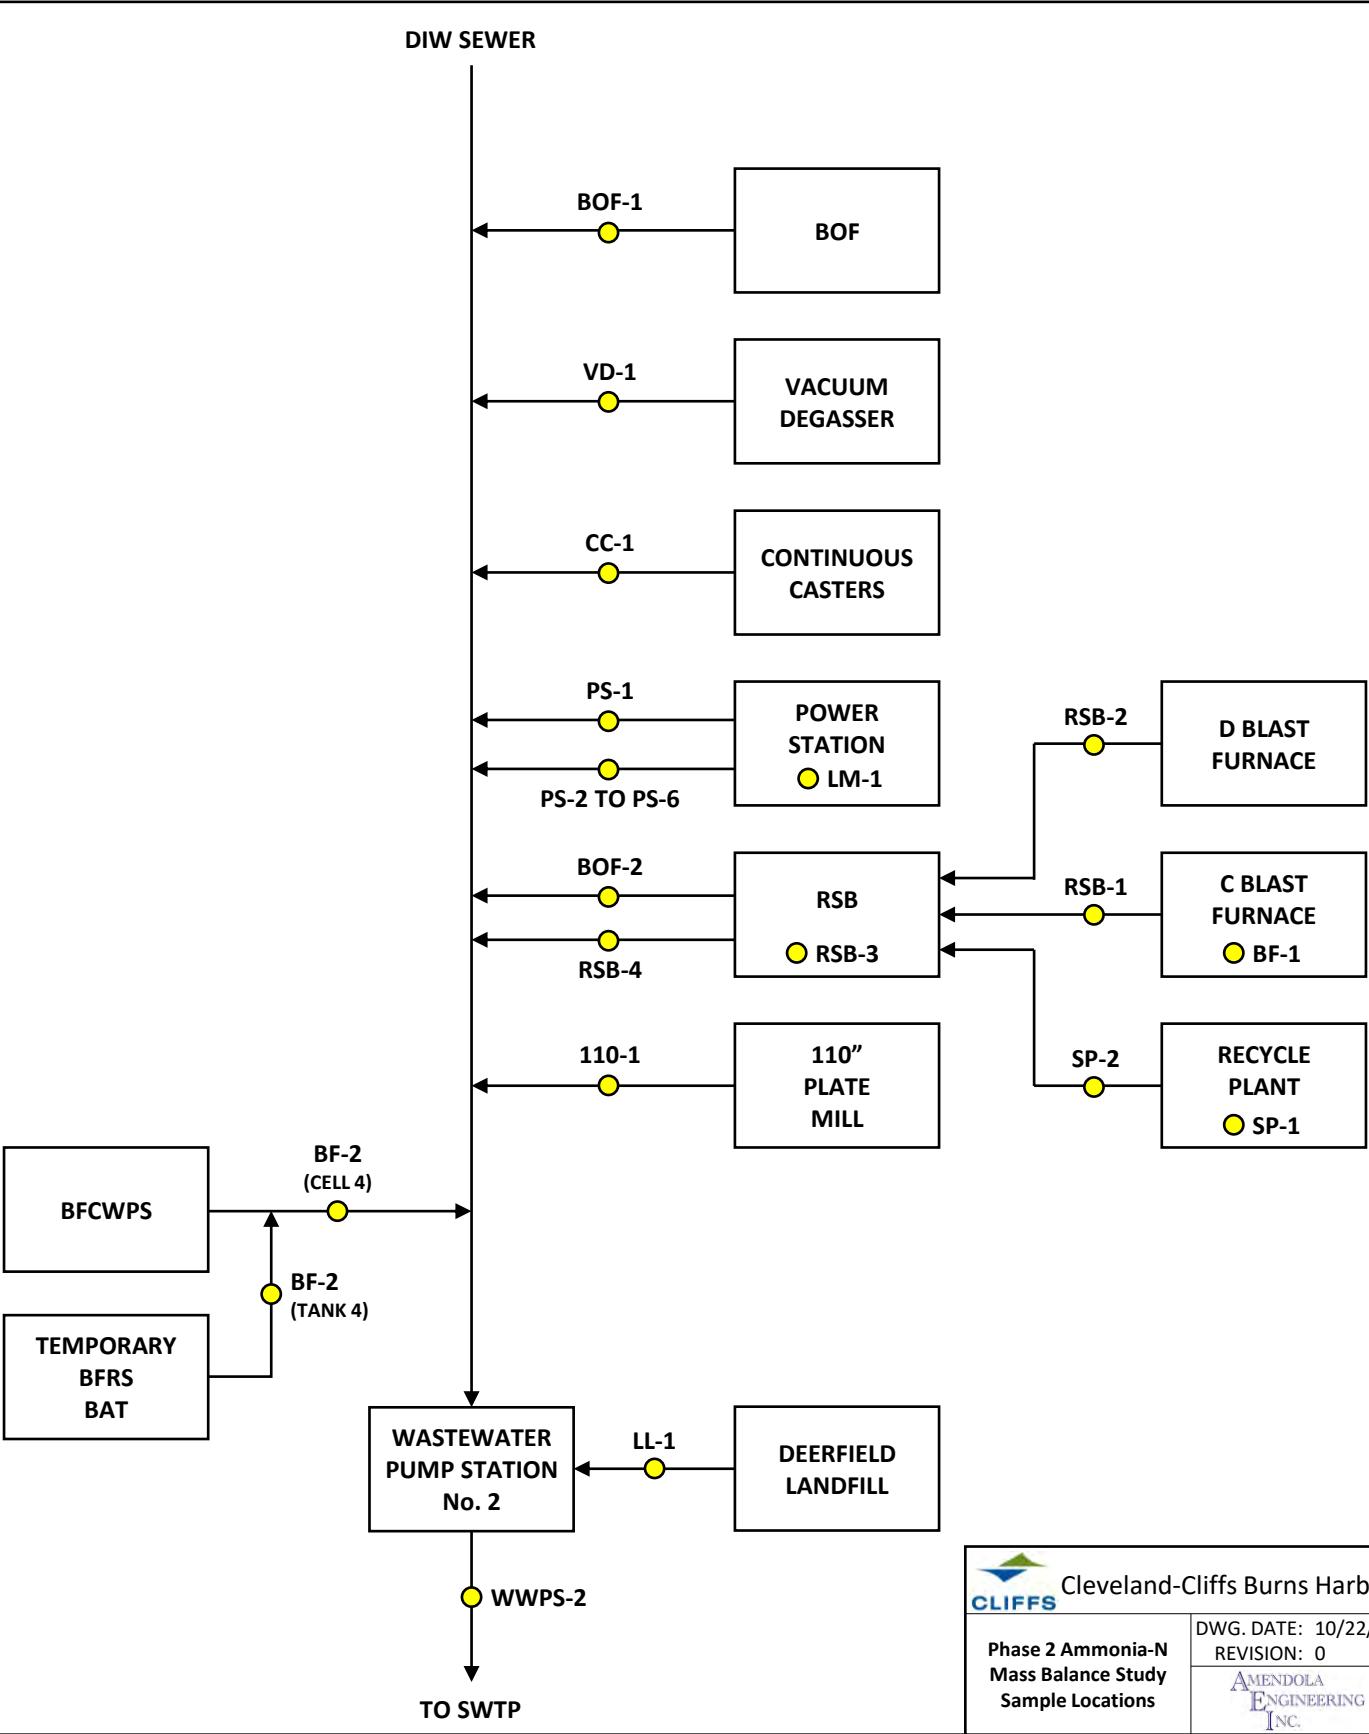 DIW SEWER
BOF-1
BOF
VD-1
VACUUM
DEGASSER
CC-1
CONTINUOUS
CASTERS
PS-1
PS-2 TO PS-6
POWER
STATION
LM-1
RSB-2
D BLAST
FURNACE
BOF-2
RSB-4
RSB
RSB-3
RSB-1
C BLAST
FURNACE
BF-1
110-1
110”
PLATE
MILL
SP-2
RECYCLE
PLANT
SP-1
BFCWPS
BF-2
(CELL 4)
BF-2
(TANK 4)
TEMPORARY
BFRS
BAT
WASTEWATER
PUMP STATION
No. 2
LL-1
DEERFIELD
LANDFILL
WWPS-2
TO SWTP
CLIFFS
Cleveland-Cliffs Burns Harb
Phase 2 Ammonia-N
Mass Balance Study
Sample Locations
DWG. DATE: 10/22/
REVISION: 0
AMENDOLA
ENGINEERING
INC.